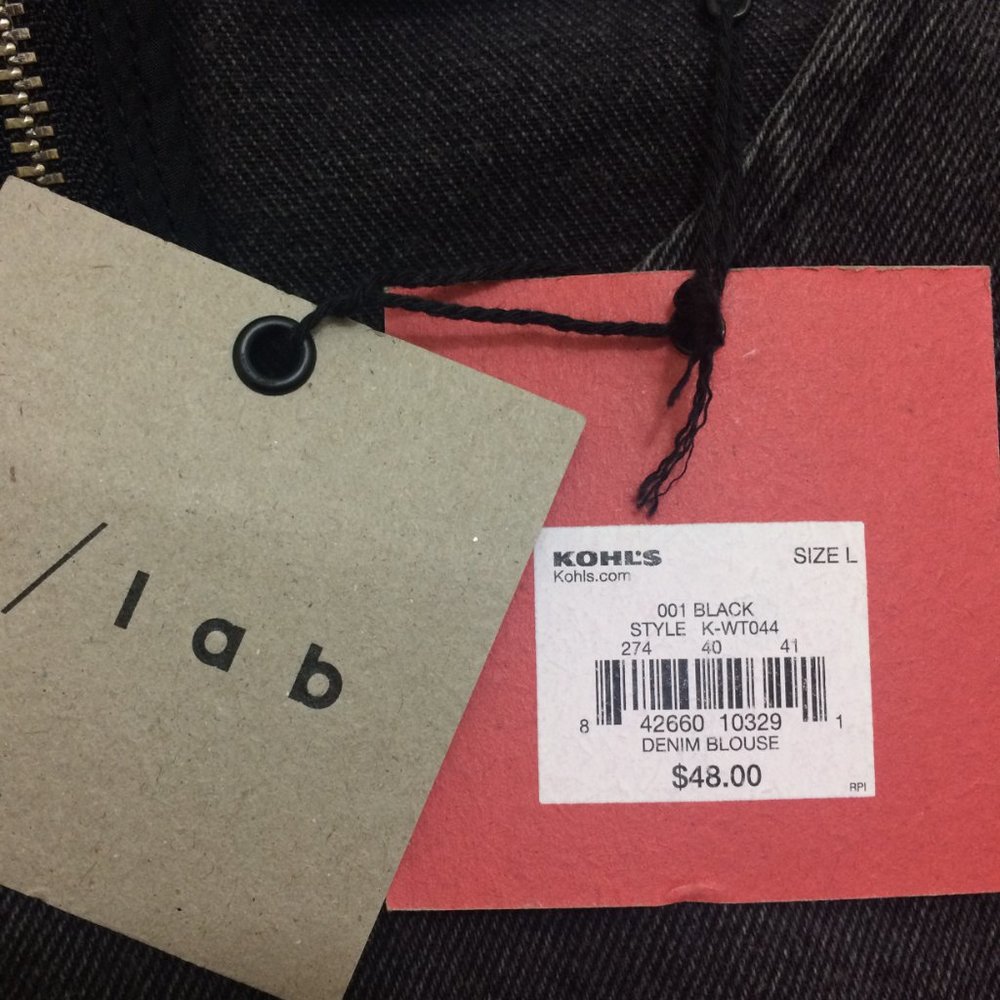 /lab
KOHL'S SIZE L
Kohls.com
001 BLACK
STYLE K-WT044
274 40 41
8 42660 10329 1
DENIM BLOUSE
$48.00
RPI